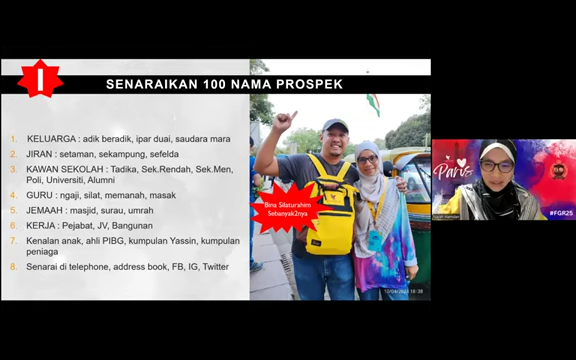 1
SENARAIKAN 100 NAMA PROSPEK
1. KELUARGA : adik beradik, ipar duai, saudara mara
2. JIRAN : setaman, sekampung, sefelda
3. KAWAN SEKOLAH : Tadika, Sek.Rendah, Sek.Men,
Poli, Universiti, Alumni
4. GURU : ngaji, silat, memanah, masak
5. JEMAAH : masjid, surau, umrah
6. KERJA : Pejabat, JV, Bangunan
7. Kenalan anak, ahli PIBG, kumpulan Yassin, kumpulan
peniaga
8. Senarai di telephone, address book, FB, IG, Twitter
Bina Silaturahem
Sebanyak2nya
Paris
#FGR25